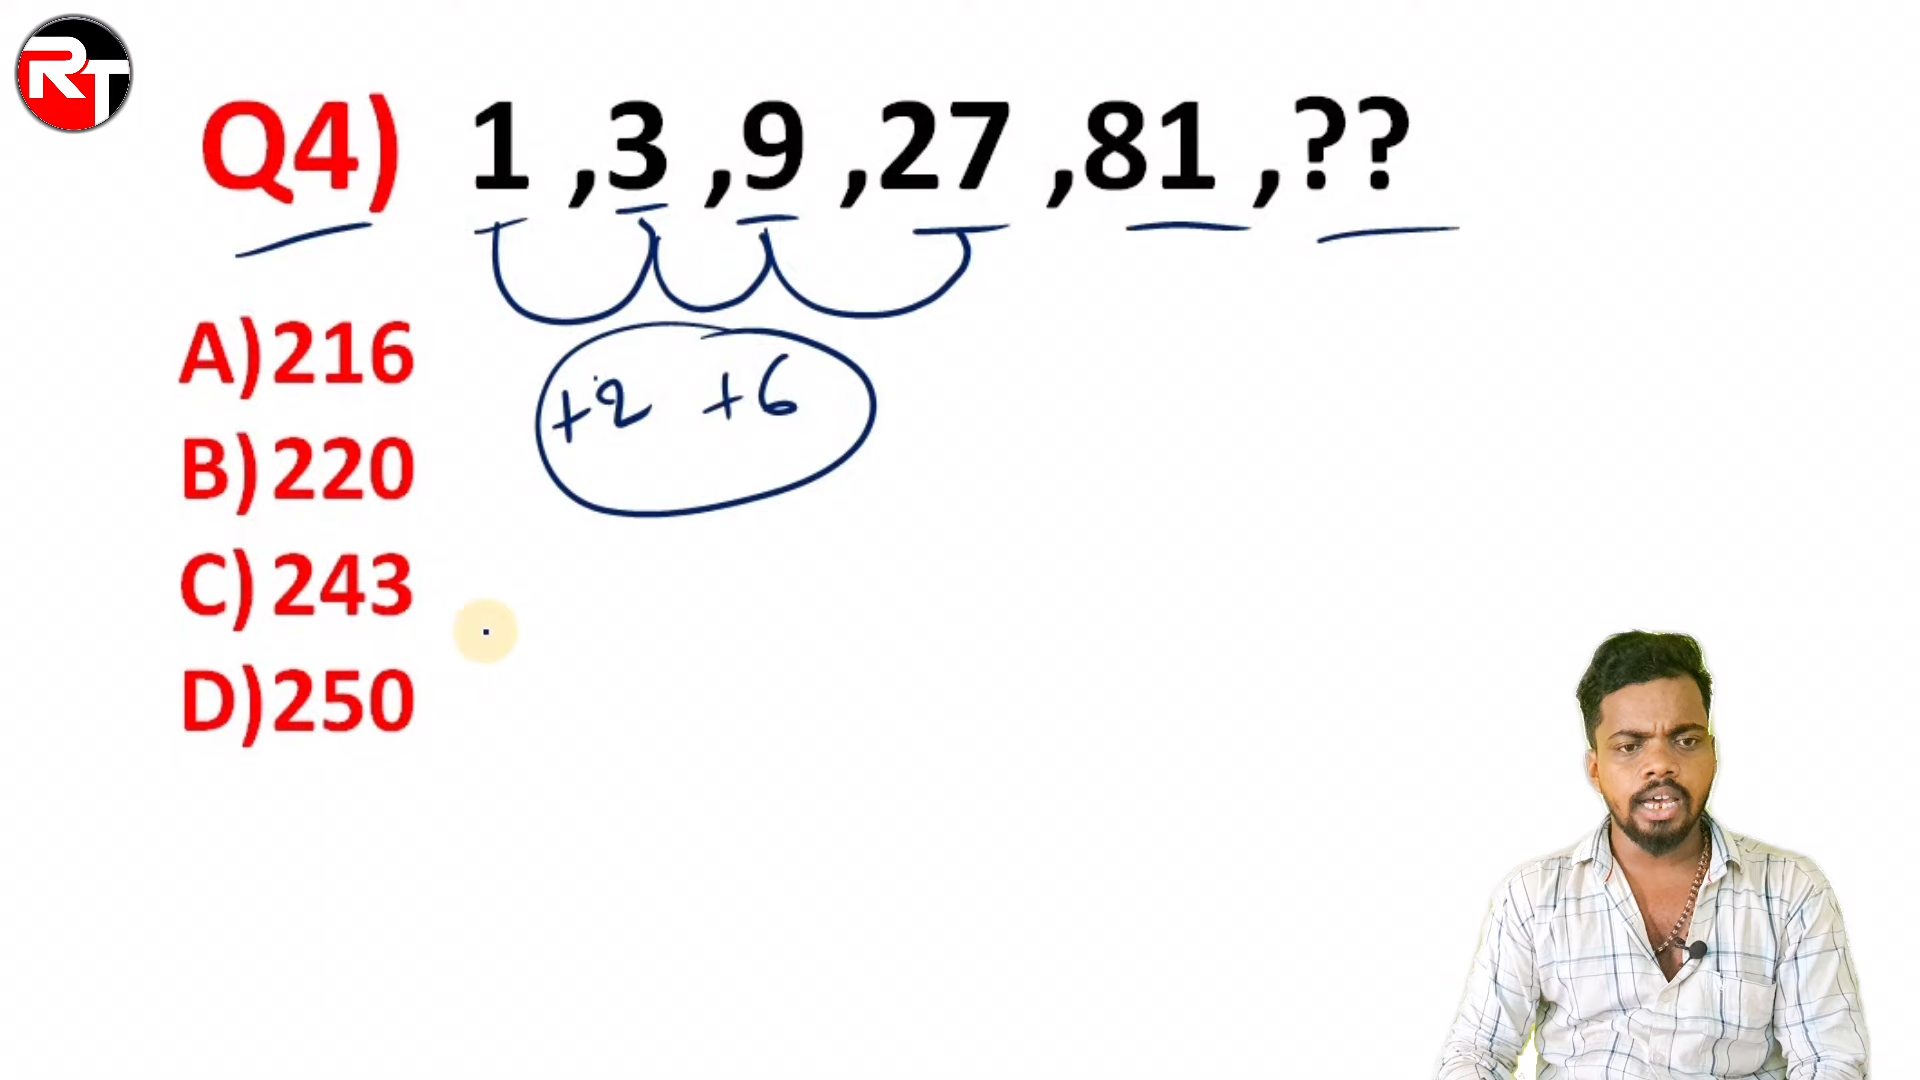 RT
Q4) 1 ,3 ,9 ,27 ,81 ,??
+2 +6
A)216
B)220
C)243
D)250